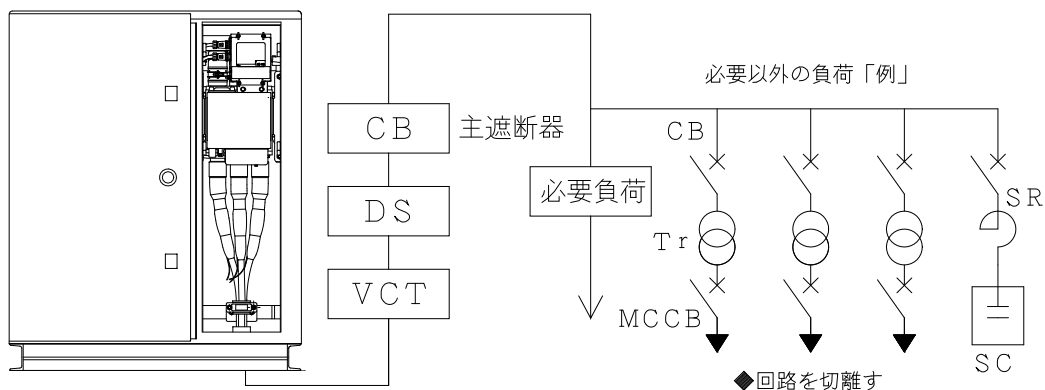 必要以外の負荷「例」
CB 主遮断器
DS
VCT
必要負荷
CB
Tr
MCCB
SR
SC
◆回路を切離す